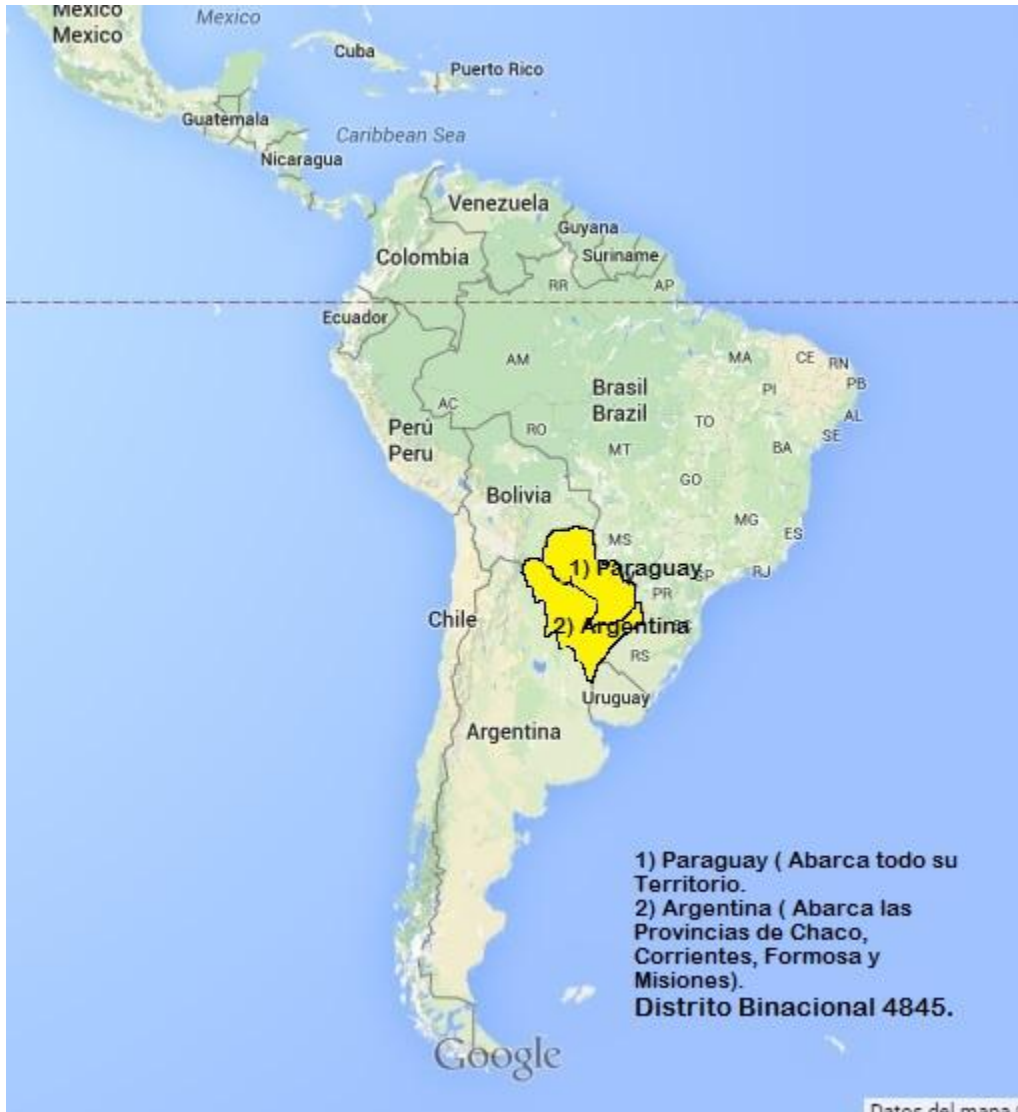 Mexico
Mexico
Mexico
Cuba
Puerto Rico
Guatemala
Caribbean Sea
Nicaragua
Venezuela
Guyana
Colombia
Suriname
RR
AP
Ecuador
AM
MA
CE
RN
PI
PB
Brasil
Brazil
AC
TO
AL
Perú
Peru
RO
SE
MT
BA
GO
Bolivia
MG
ES
MS
1) Paraguay
SP
RJ
PR
Chile
2) Argentina
RS
Uruguay
Argentina
1) Paraguay ( Abarca todo su
Territorio.
2) Argentina ( Abarca las
Provincias de Chaco,
Corrientes, Formosa y
Misiones).
Distrito Binacional 4845.
Google
Datos del mapa